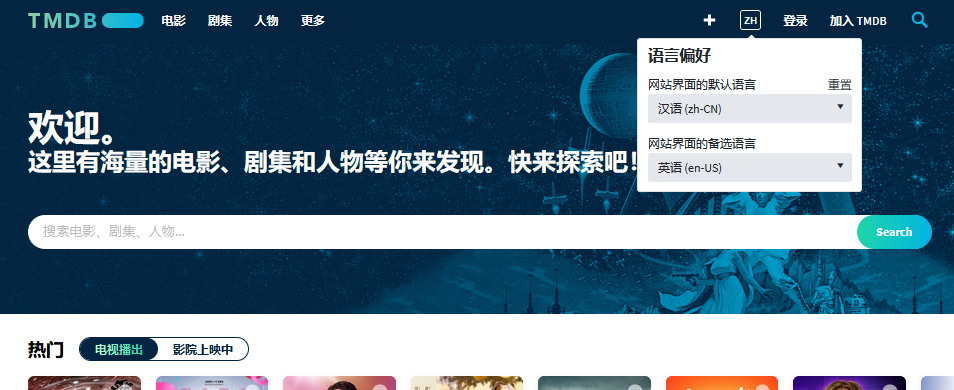 TMDB 电影 剧集 人物 更多 ZH 登录 加入 TMDB
语言偏好
网站界面的默认语言 重置
汉语 (zh-CN)
网站界面的备选语言
英语 (en-US)
欢迎。
这里有海量的电影、剧集和人物等你来发现。快来探索吧!
搜索电影、剧集、人物... Search
热门 电视播出 影院上映中